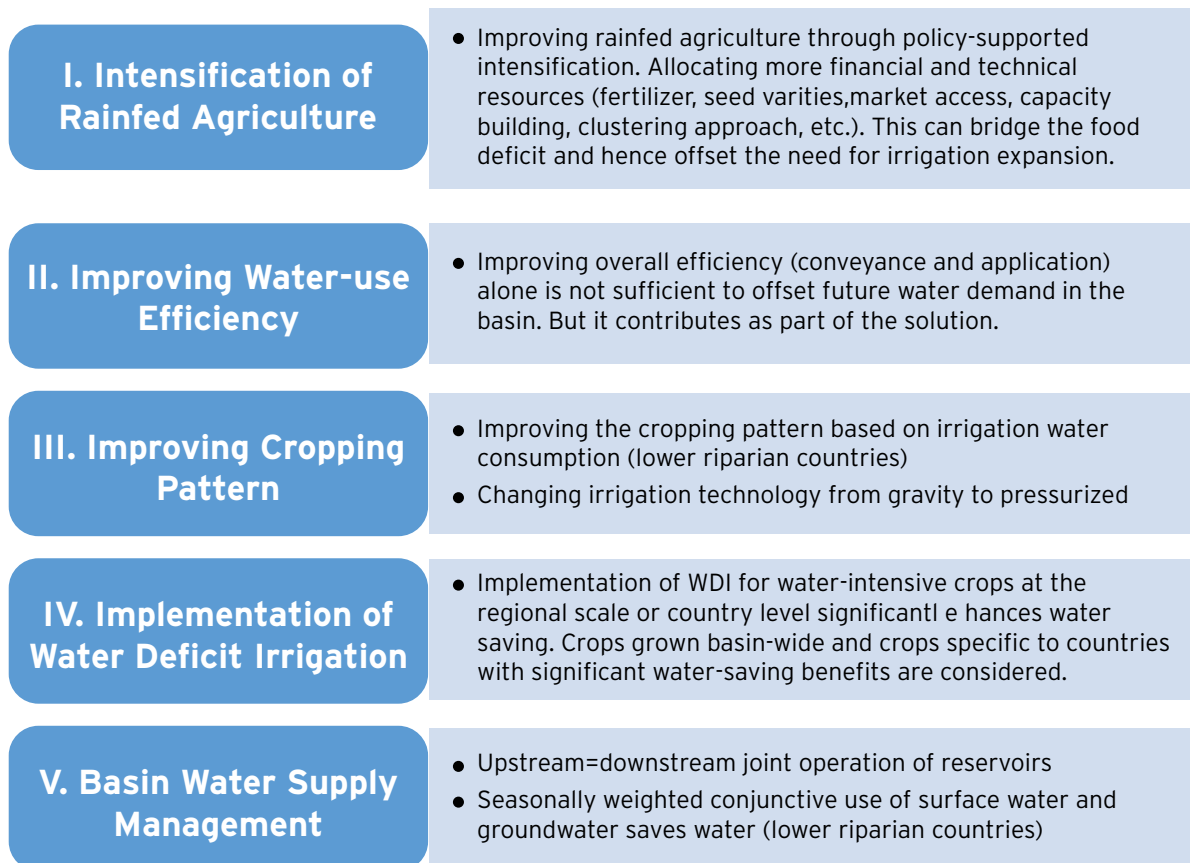 I. Intensification of
Rainfed Agriculture
• Improving rainfed agriculture through policy-supported
intensification. Allocating more financial and technical
resources (fertilizer, seed varities,market access, capacity
building, clustering approach, etc.). This can bridge the food
deficit and hence offset the need for irrigation expansion.
II. Improving Water-use
Efficiency
• Improving overall efficiency (conveyance and application)
alone is not sufficient to offset future water demand in the
basin. But it contributes as part of the solution.
III. Improving Cropping
Pattern
• Improving the cropping pattern based on irrigation water
consumption (lower riparian countries)
• Changing irrigation technology from gravity to pressurized
IV. Implementation of
Water Deficit Irrigation
• Implementation of WDI for water-intensive crops at the
regional scale or country level significantl e hances water
saving. Crops grown basin-wide and crops specific to countries
with significant water-saving benefits are considered.
V. Basin Water Supply
Management
• Upstream=downstream joint operation of reservoirs
• Seasonally weighted conjunctive use of surface water and
groundwater saves water (lower riparian countries)